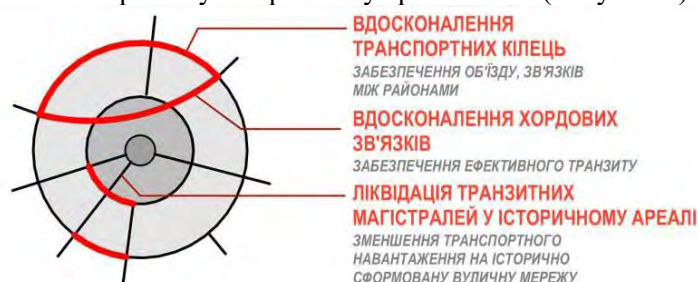 ВДОСКОНАЛЕННЯ
ТРАНСПОРТНИХ КІЛЕЦЬ
ЗАБЕЗПЕЧЕННЯ ОБ'ЇЗДУ, ЗВ'ЯЗКІВ
МІЖ РАЙОНАМИ
ВДОСКОНАЛЕННЯ ХОРДОВИХ
ЗВ'ЯЗКІВ
ЗАБЕЗПЕЧЕННЯ ЕФЕКТИВНОГО ТРАНЗИТУ
ЛІКВІДАЦІЯ ТРАНЗИТНИХ
МАГІСТРАЛЕЙ У ІСТОРИЧНОМУ АРЕАЛІ
ЗМЕНШЕННЯ ТРАНСПОРТНОГО
НАВАНТАЖЕННЯ НА ІСТОРИЧНО
СФОРМОВАНУ ВУЛИЧНУ МЕРЕЖУ